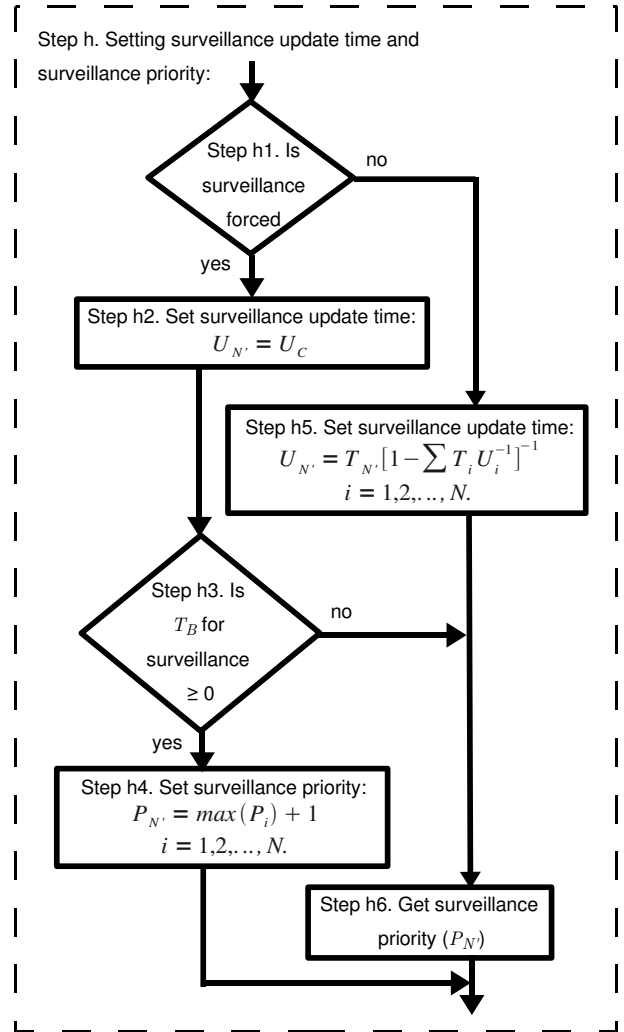 Step h. Setting surveillance update time and
surveillance priority:
Step h1. Is
surveillance
forced
no
yes
Step h2. Set surveillance update time:
U_{N'} = U_C
Step h5. Set surveillance update time:
U_{N'} = T_{N'} [1 − ∑ T_i U_i^{−1}]^{−1}
i = 1,2,..., N.
Step h3. Is
T_B for
surveillance
≥ 0
no
yes
Step h4. Set surveillance priority:
P_{N'} = max (P_i) + 1
i = 1,2,..., N.
Step h6. Get surveillance
priority (P_{N'})